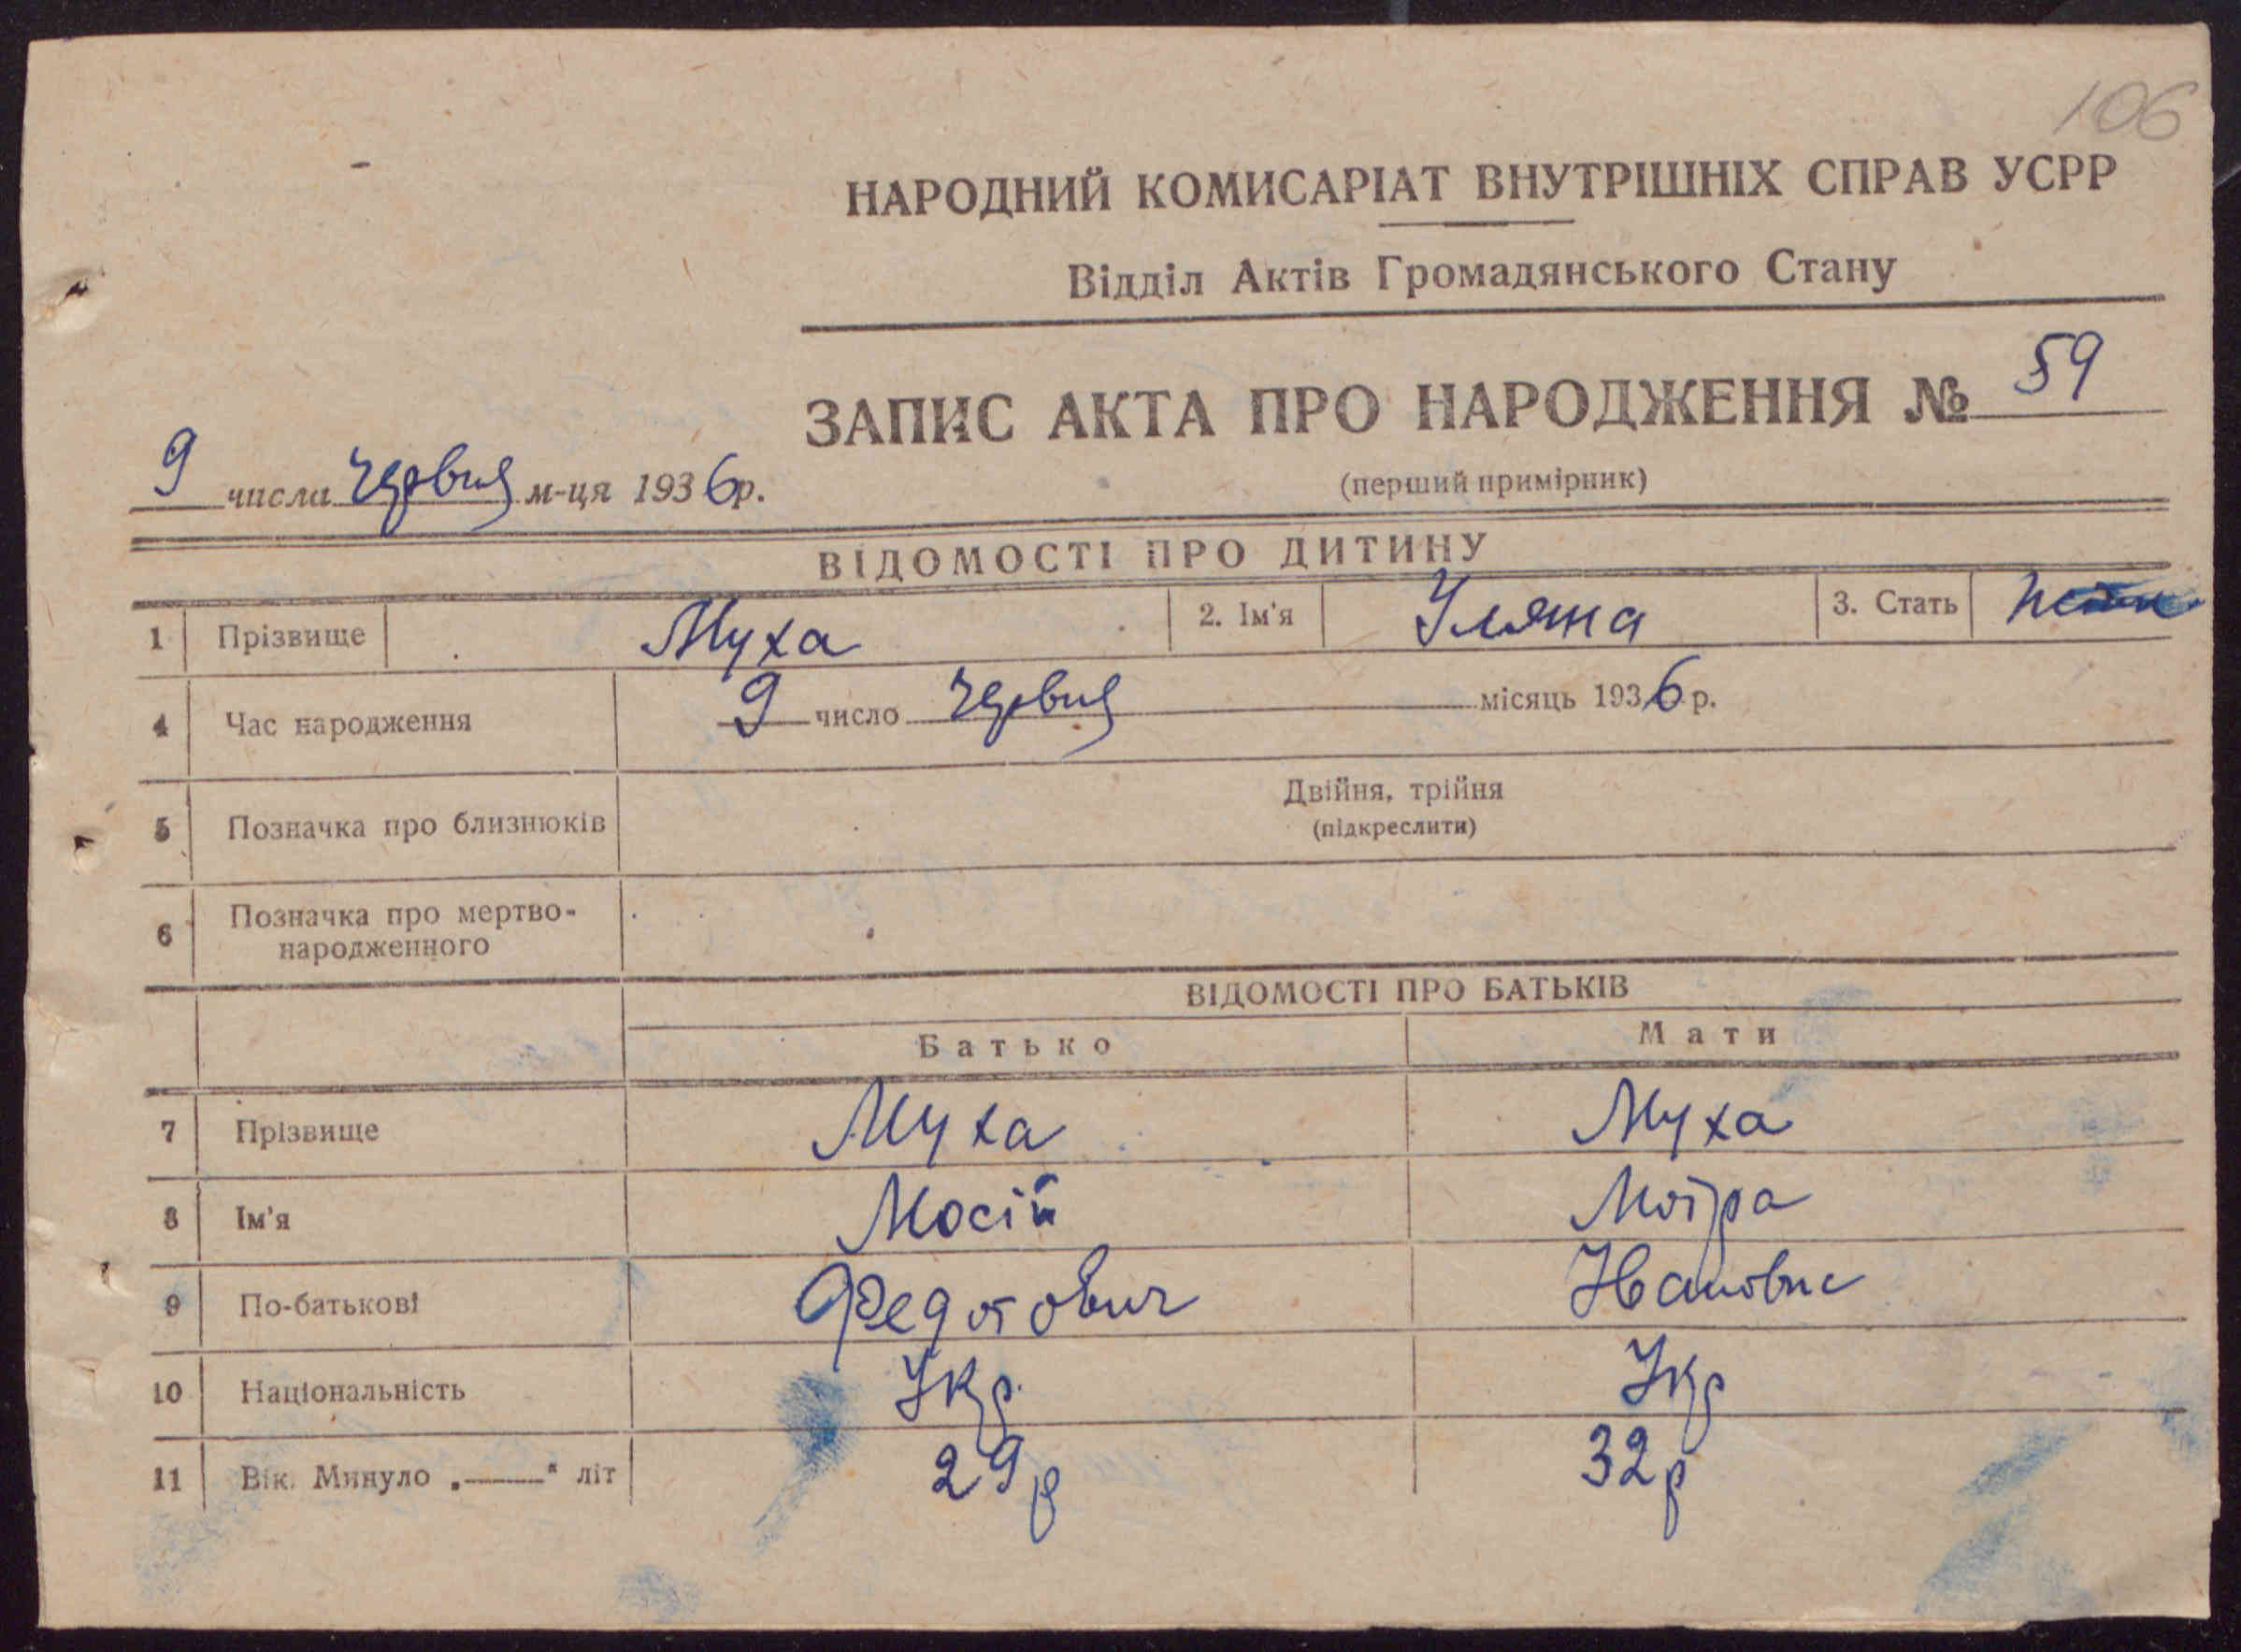 106
НАРОДНИЙ КОМИСАРІАТ ВНУТРІШНІХ СПРАВ УСРР
Відділ Актів Громадянського Стану
ЗАПИС АКТА ПРО НАРОДЖЕННЯ № 59
9 числа червня м-ця 1936 р.
(перший примірник)
ВІДОМОСТІ ПРО ДИТИНУ
1 Прізвище Муха 2. Ім'я Уляна 3. Стать
4 Час народження 9 число червня місяць 1936 р.
5 Позначка про близнюків Двійня, трійня
(підкреслити)
6 Позначка про мертво-
народженного
ВІДОМОСТІ ПРО БАТЬКІВ
Батько Мати
7 Прізвище Муха Муха
8 Ім'я Мосій Мотра
9 По-батькові Федотович Івановна
10 Національність Укр. Укр
11 Вік. Минуло „——“ літ 29 р 32 р